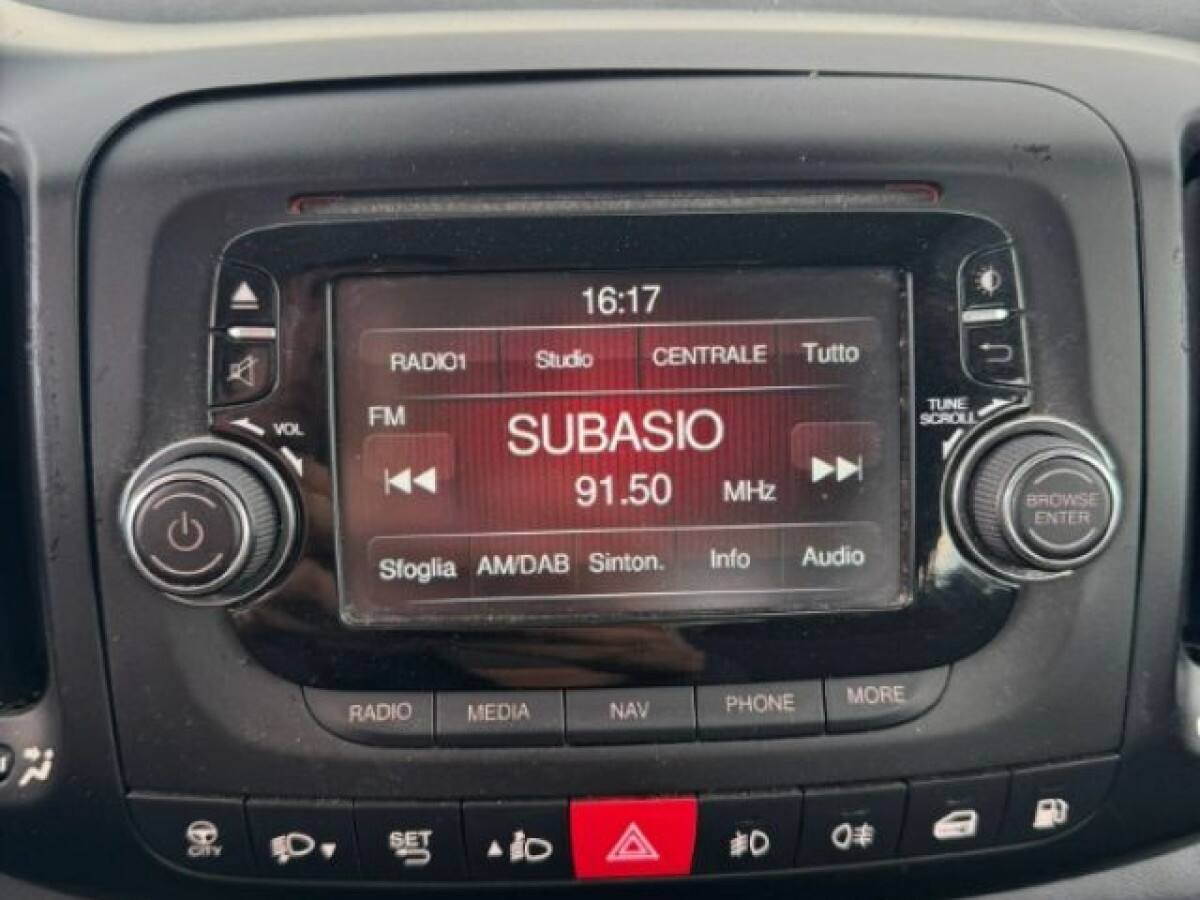 16:17
RADIO1 Studio CENTRALE Tutto
FM
SUBASIO
91.50 MHz
Sfoglia AM/DAB Sinton. Info Audio
VOL
TUNE
SCROLL
BROWSE
ENTER
RADIO MEDIA NAV PHONE MORE
CITY SET